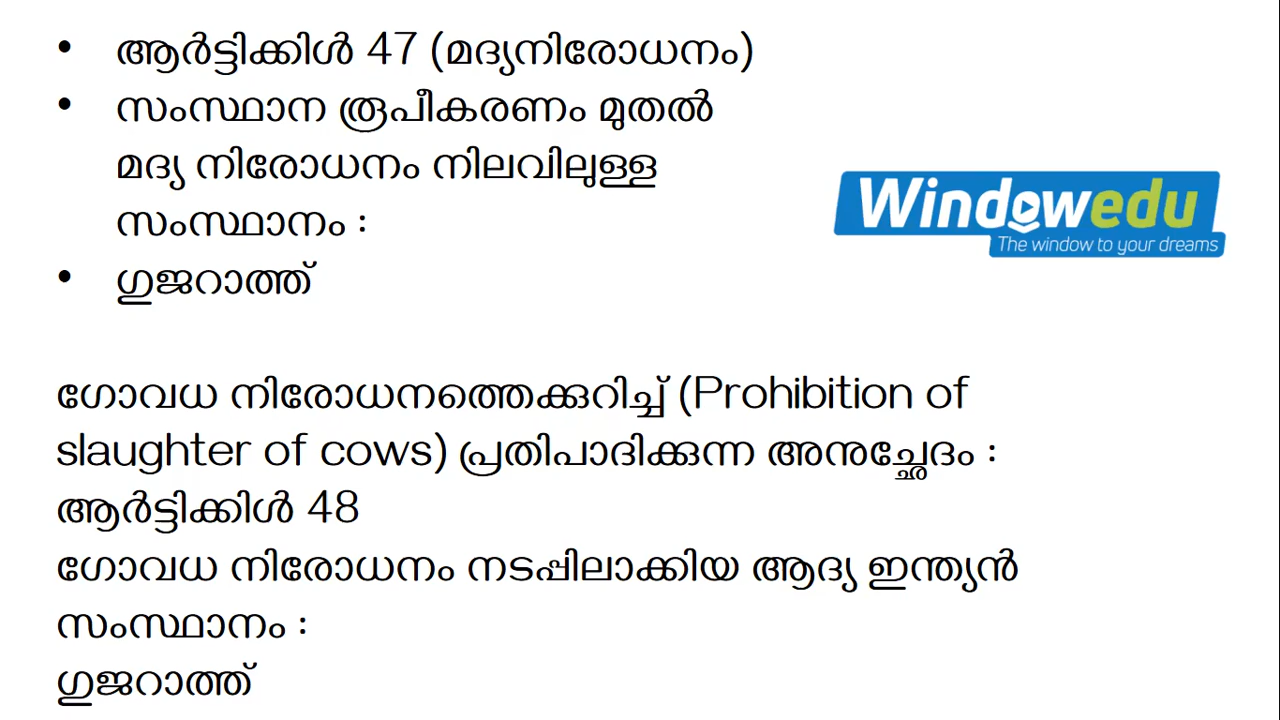 • ആർട്ടിക്കിൾ 47 (മദ്യനിരോധനം)
• സംസ്ഥാന രൂപീകരണം മുതൽ
മദ്യ നിരോധനം നിലവിലുള്ള
സംസ്ഥാനം :
• ഗുജറാത്ത്
Windowedu
The window to your dreams
ഗോവധ നിരോധനത്തെക്കുറിച്ച് (Prohibition of
slaughter of cows) പ്രതിപാദിക്കുന്ന അനുച്ഛേദം :
ആർട്ടിക്കിൾ 48
ഗോവധ നിരോധനം നടപ്പിലാക്കിയ ആദ്യ ഇന്ത്യൻ
സംസ്ഥാനം :
ഗുജറാത്ത്